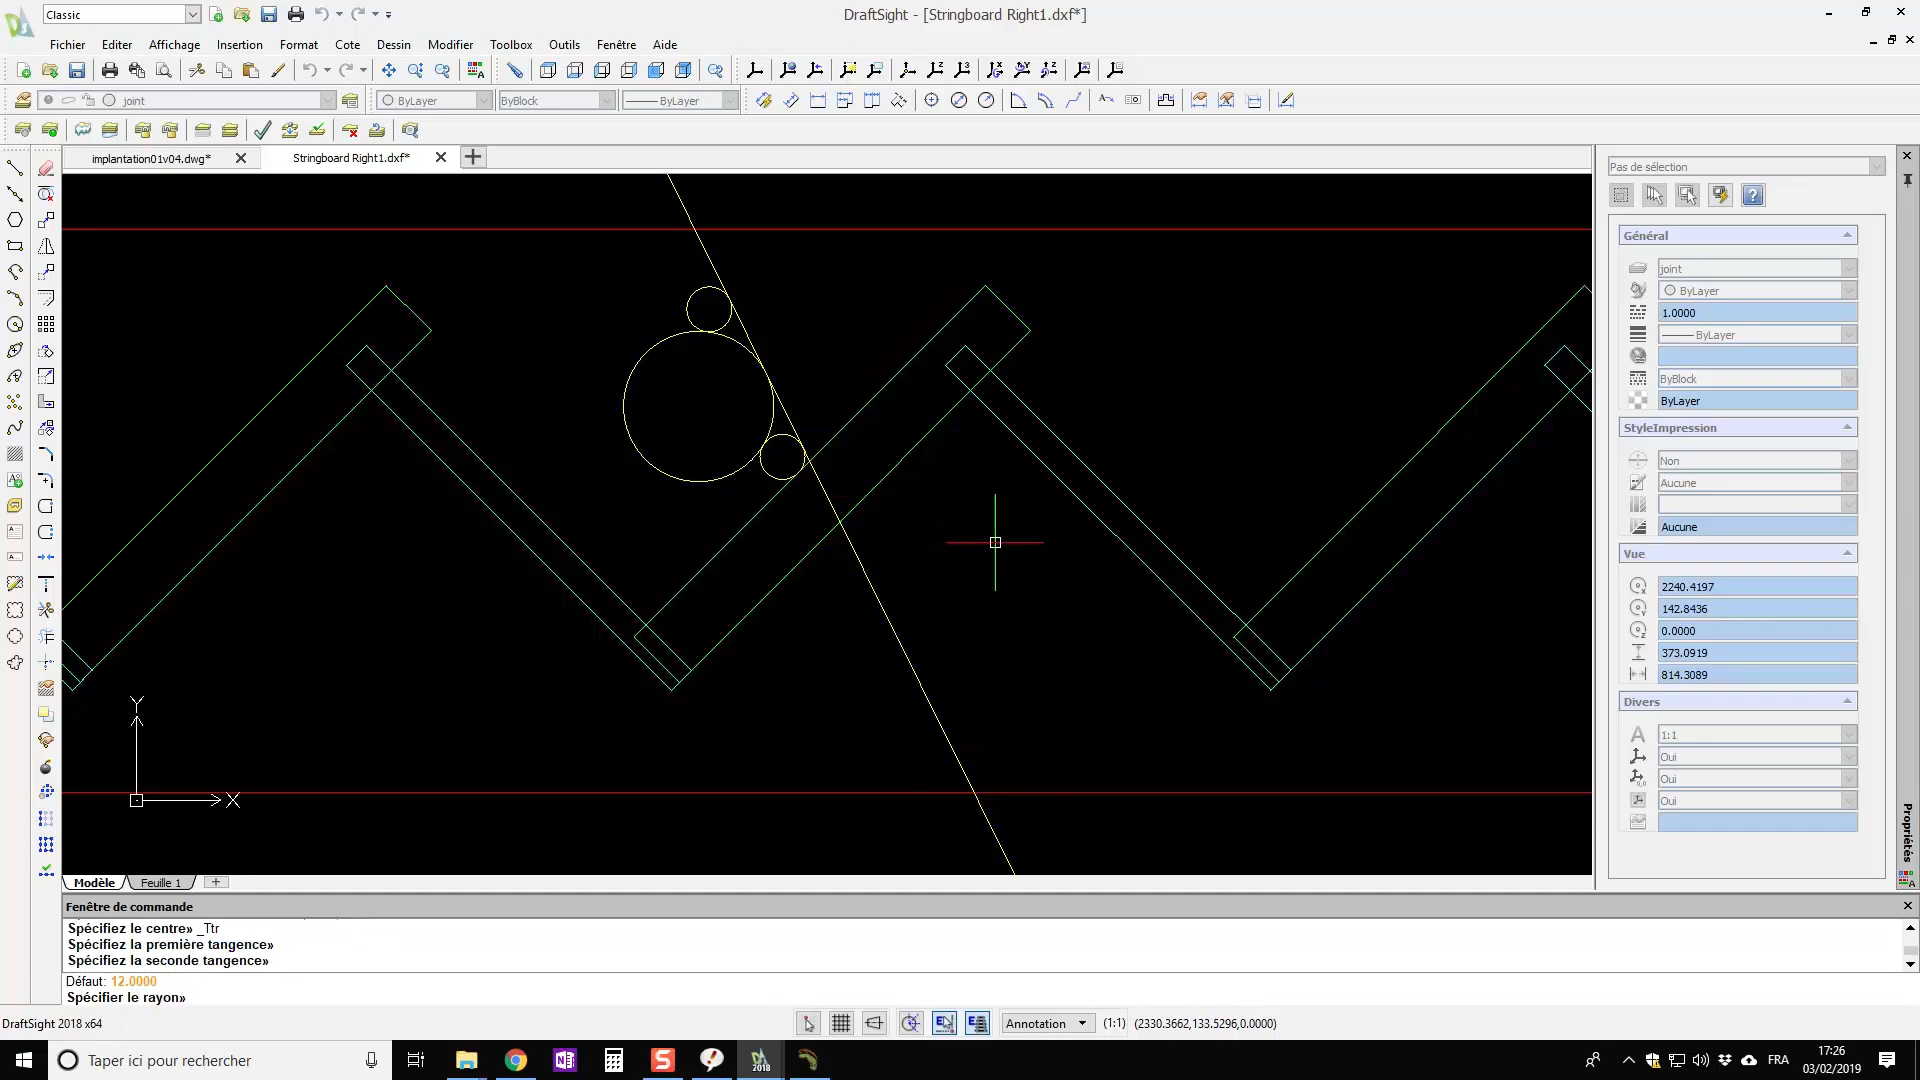 Classic
DraftSight - [Stringboard Right1.dxf*]
Fichier Editer Affichage Insertion Format Cote Dessin Modifier Toolbox Outils Fenêtre Aide
joint
ByLayer
ByBlock
ByLayer
implantation01v04.dwg*
Stringboard Right1.dxf*
Y
X
Pas de sélection
Général
joint
ByLayer
1.0000
ByLayer
ByBlock
ByLayer
StyleImpression
Non
Aucune
Aucune
Vue
2240.4197
142.8436
0.0000
373.0919
814.3089
Divers
1:1
Oui
Oui
Oui
Propriétés
Modèle
Feuille 1
Fenêtre de commande
Spécifiez le centre» _Ttr
Spécifiez la première tangence»
Spécifiez la seconde tangence»
Défaut: 12.0000
Spécifier le rayon»
DraftSight 2018 x64
Annotation
(1:1)
(2330.3662,133.5296,0.0000)
Taper ici pour rechercher
2018
FRA
17:26
03/02/2019